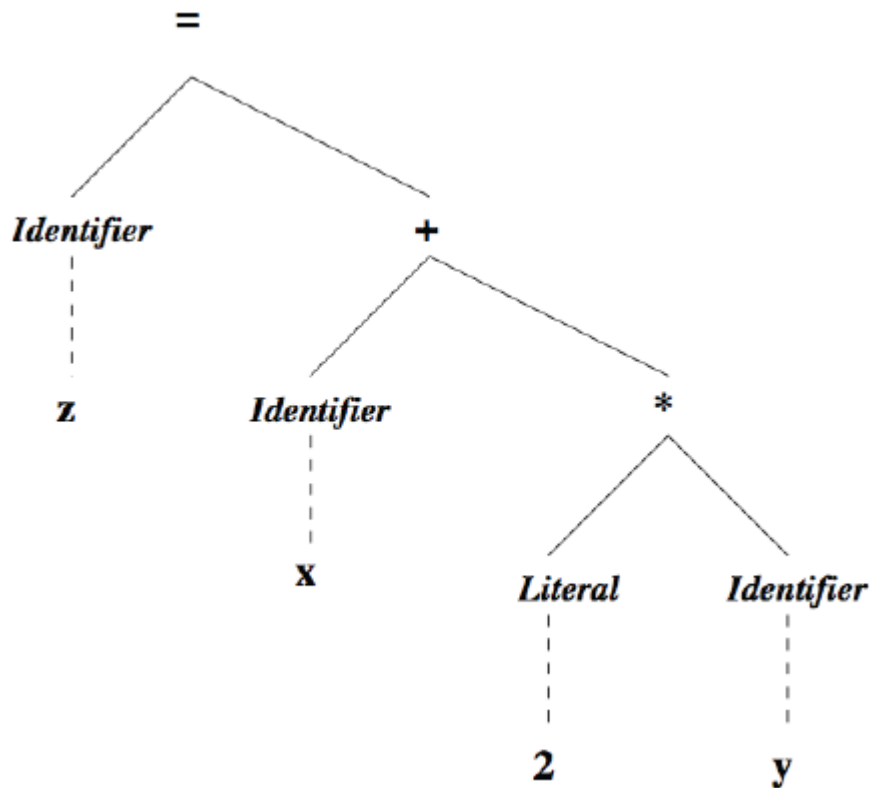 =
Identifier +
z Identifier *
x Literal Identifier
2 y